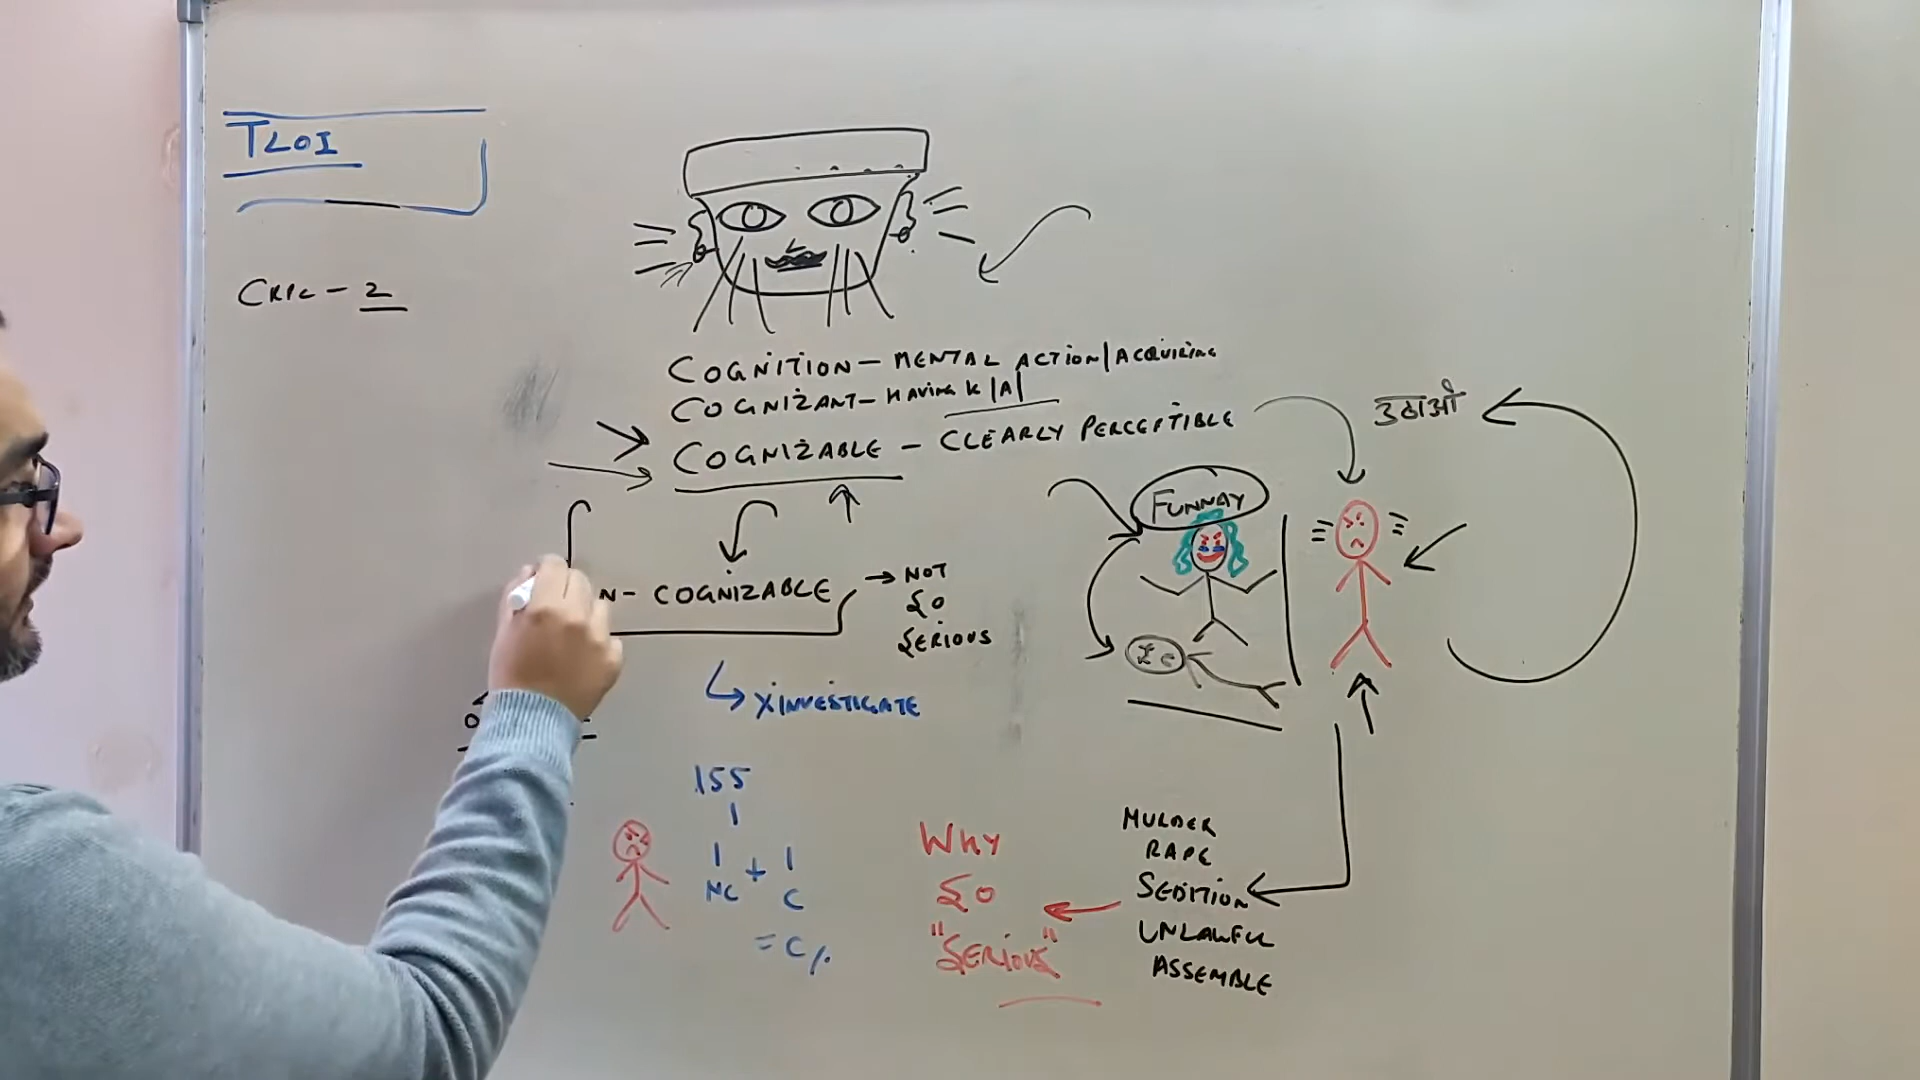 TLOI
CRPC - 2
COGNITION - MENTAL ACTION/ACQUIRING
COGNIZANT - HAVING K/A/
COGNIZABLE - CLEARLY PERCEPTIBLE
उठाओ
FUNNAY
N- COGNIZABLE → NOT
SO
SERIOUS
X INVESTIGATE
155
1
1 + 1
NC C
= C
WHY
SO
"SERIOUS"
MURDER
RAPE
SEDITION
UNLAWFUL
ASSEMBLE